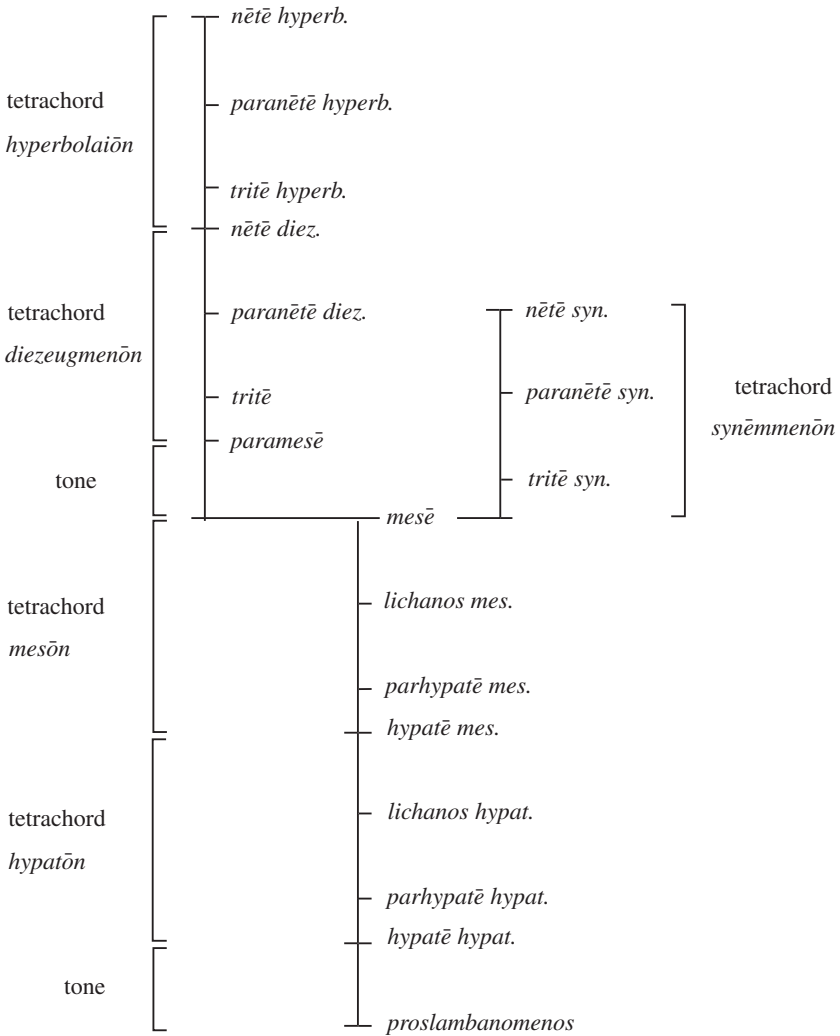 nētē hyperb.
tetrachord
hyperbolaiōn
paranētē hyperb.
tritē hyperb.
nētē diez.
tetrachord
diezeugmenōn
paranētē diez.
tritē
paramesē
nētē syn.
paranētē syn.
tritē syn.
tetrachord
synēmmenōn
tone
mesē
tetrachord
mesōn
lichanos mes.
parhypatē mes.
hypatē mes.
tetrachord
hypatōn
lichanos hypat.
parhypatē hypat.
hypatē hypat.
tone
proslambanomenos